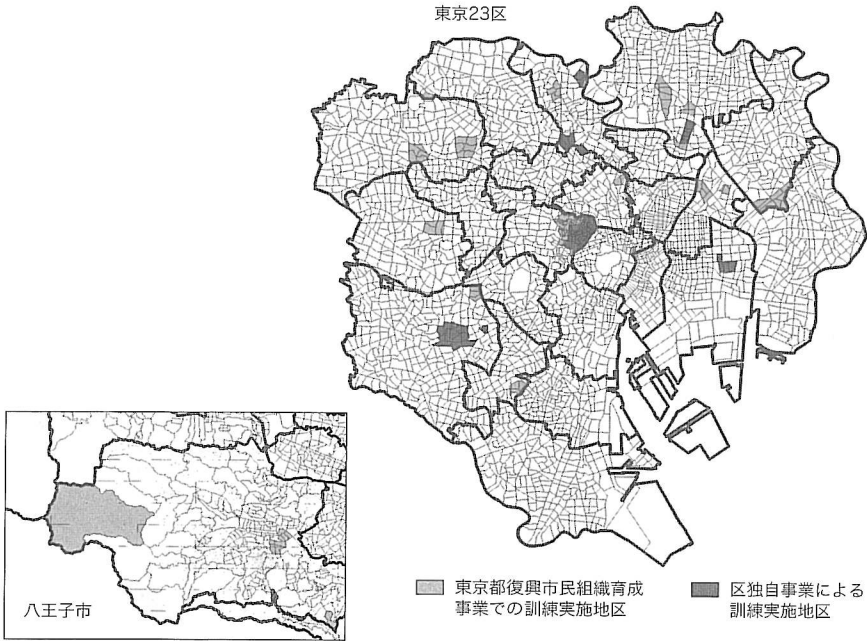 東京23区
八王子市
東京都復興市民組織育成
事業での訓練実施地区
区独自事業による
訓練実施地区